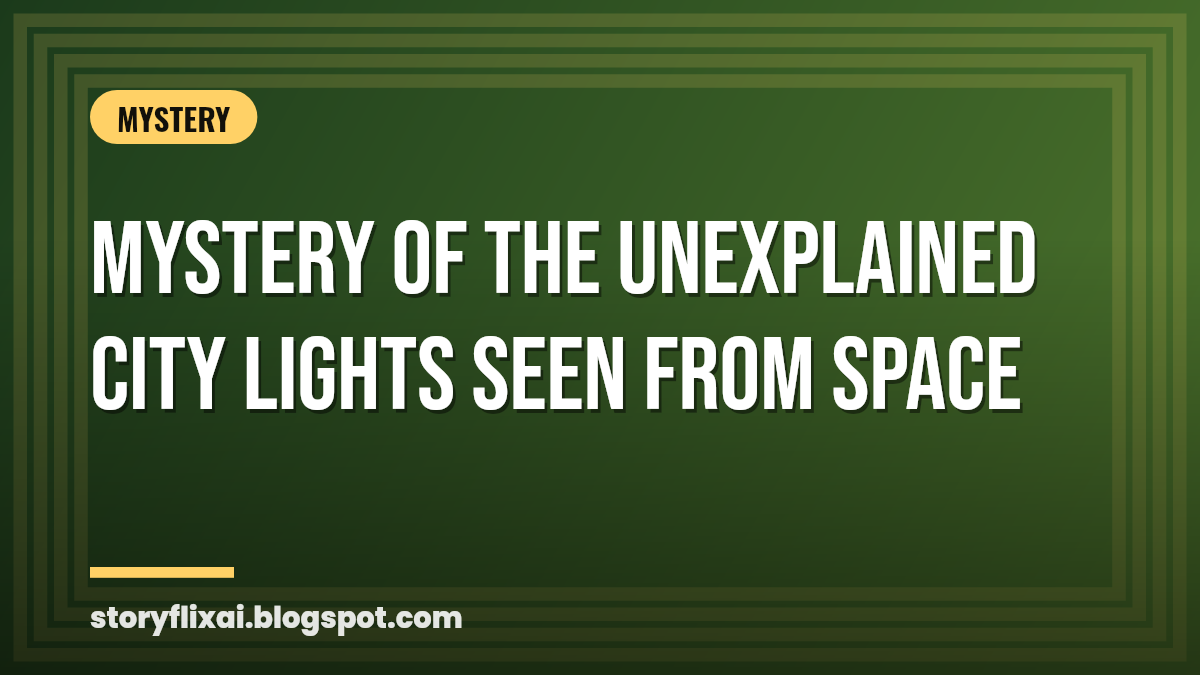 MYSTERY
MYSTERY OF THE UNEXPLAINED
CITY LIGHTS SEEN FROM SPACE
storyflixai.blogspot.com